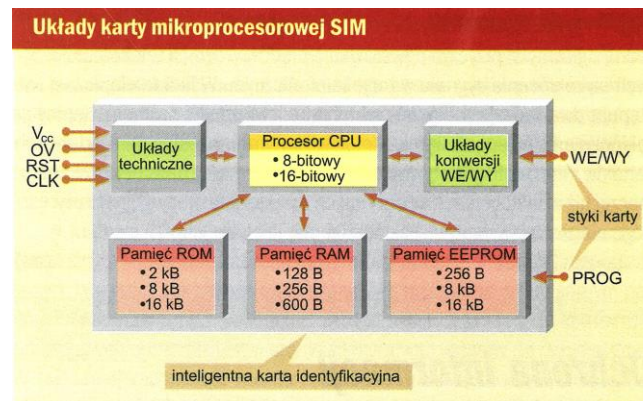 Układy karty mikroprocesorowej SIM
Vcc
OV
RST
CLK
Układy
techniczne
Procesor CPU
• 8-bitowy
• 16-bitowy
Układy
konwersji
WE/WY
WE/WY
styki karty
Pamięć ROM
• 2 kB
• 8 kB
• 16 kB
Pamięć RAM
• 128 B
• 256 B
• 600 B
Pamięć EEPROM
• 256 B
• 8 kB
• 16 kB
PROG
inteligentna karta identyfikacyjna